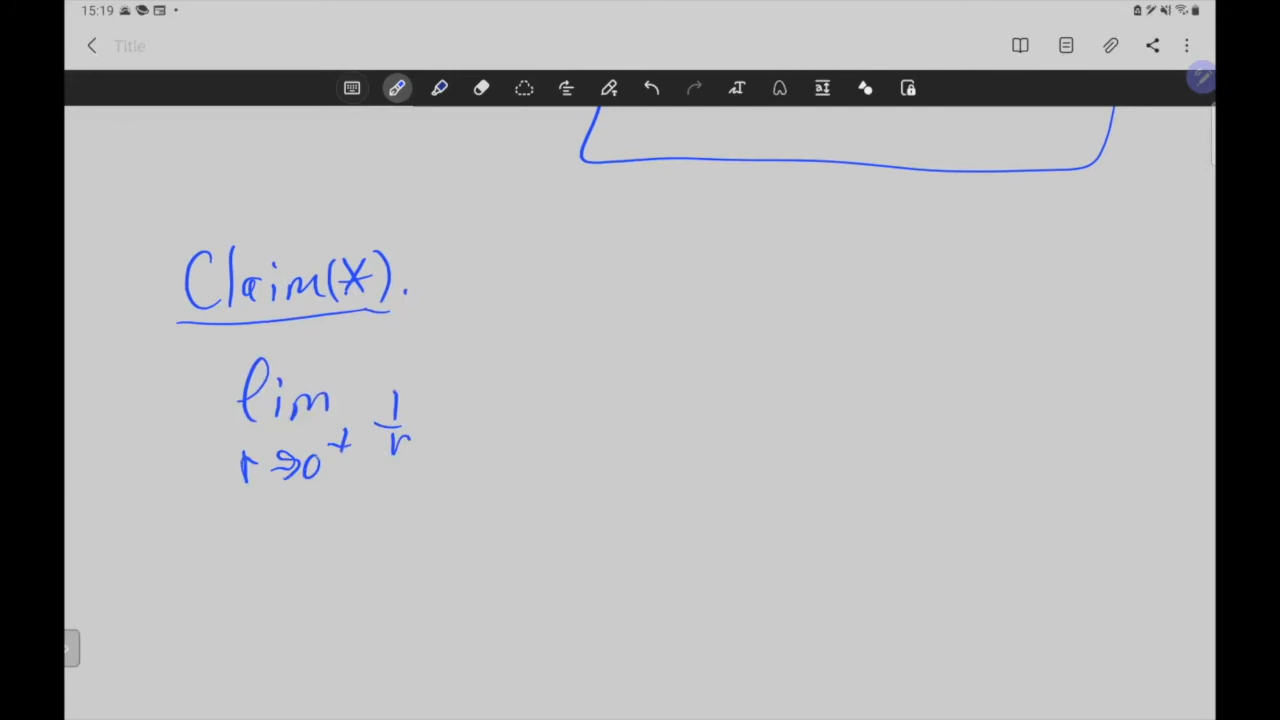 15:19
Title
Claim(*).
lim 1/r
r→0⁺